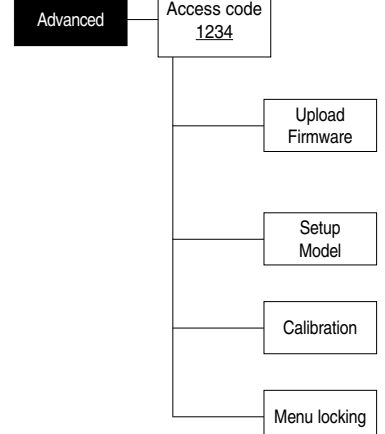 Advanced
Access code
1234
Upload
Firmware
Setup
Model
Calibration
Menu locking